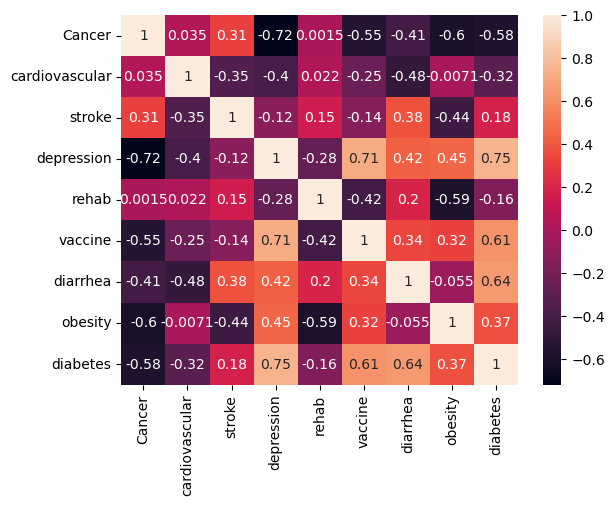 Cancer 1 0.035 0.31 -0.72 0.0015 -0.55 -0.41 -0.6 -0.58
cardiovascular 0.035 1 -0.35 -0.4 0.022 -0.25 -0.48 -0.0071 -0.32
stroke 0.31 -0.35 1 -0.12 0.15 -0.14 0.38 -0.44 0.18
depression -0.72 -0.4 -0.12 1 -0.28 0.71 0.42 0.45 0.75
rehab 0.0015 0.022 0.15 -0.28 1 -0.42 0.2 -0.59 -0.16
vaccine -0.55 -0.25 -0.14 0.71 -0.42 1 0.34 0.32 0.61
diarrhea -0.41 -0.48 0.38 0.42 0.2 0.34 1 -0.055 0.64
obesity -0.6 -0.0071 -0.44 0.45 -0.59 0.32 -0.055 1 0.37
diabetes -0.58 -0.32 0.18 0.75 -0.16 0.61 0.64 0.37 1
Cancer cardiovascular stroke depression rehab vaccine diarrhea obesity diabetes
1.0
0.8
0.6
0.4
0.2
0.0
−0.2
−0.4
−0.6